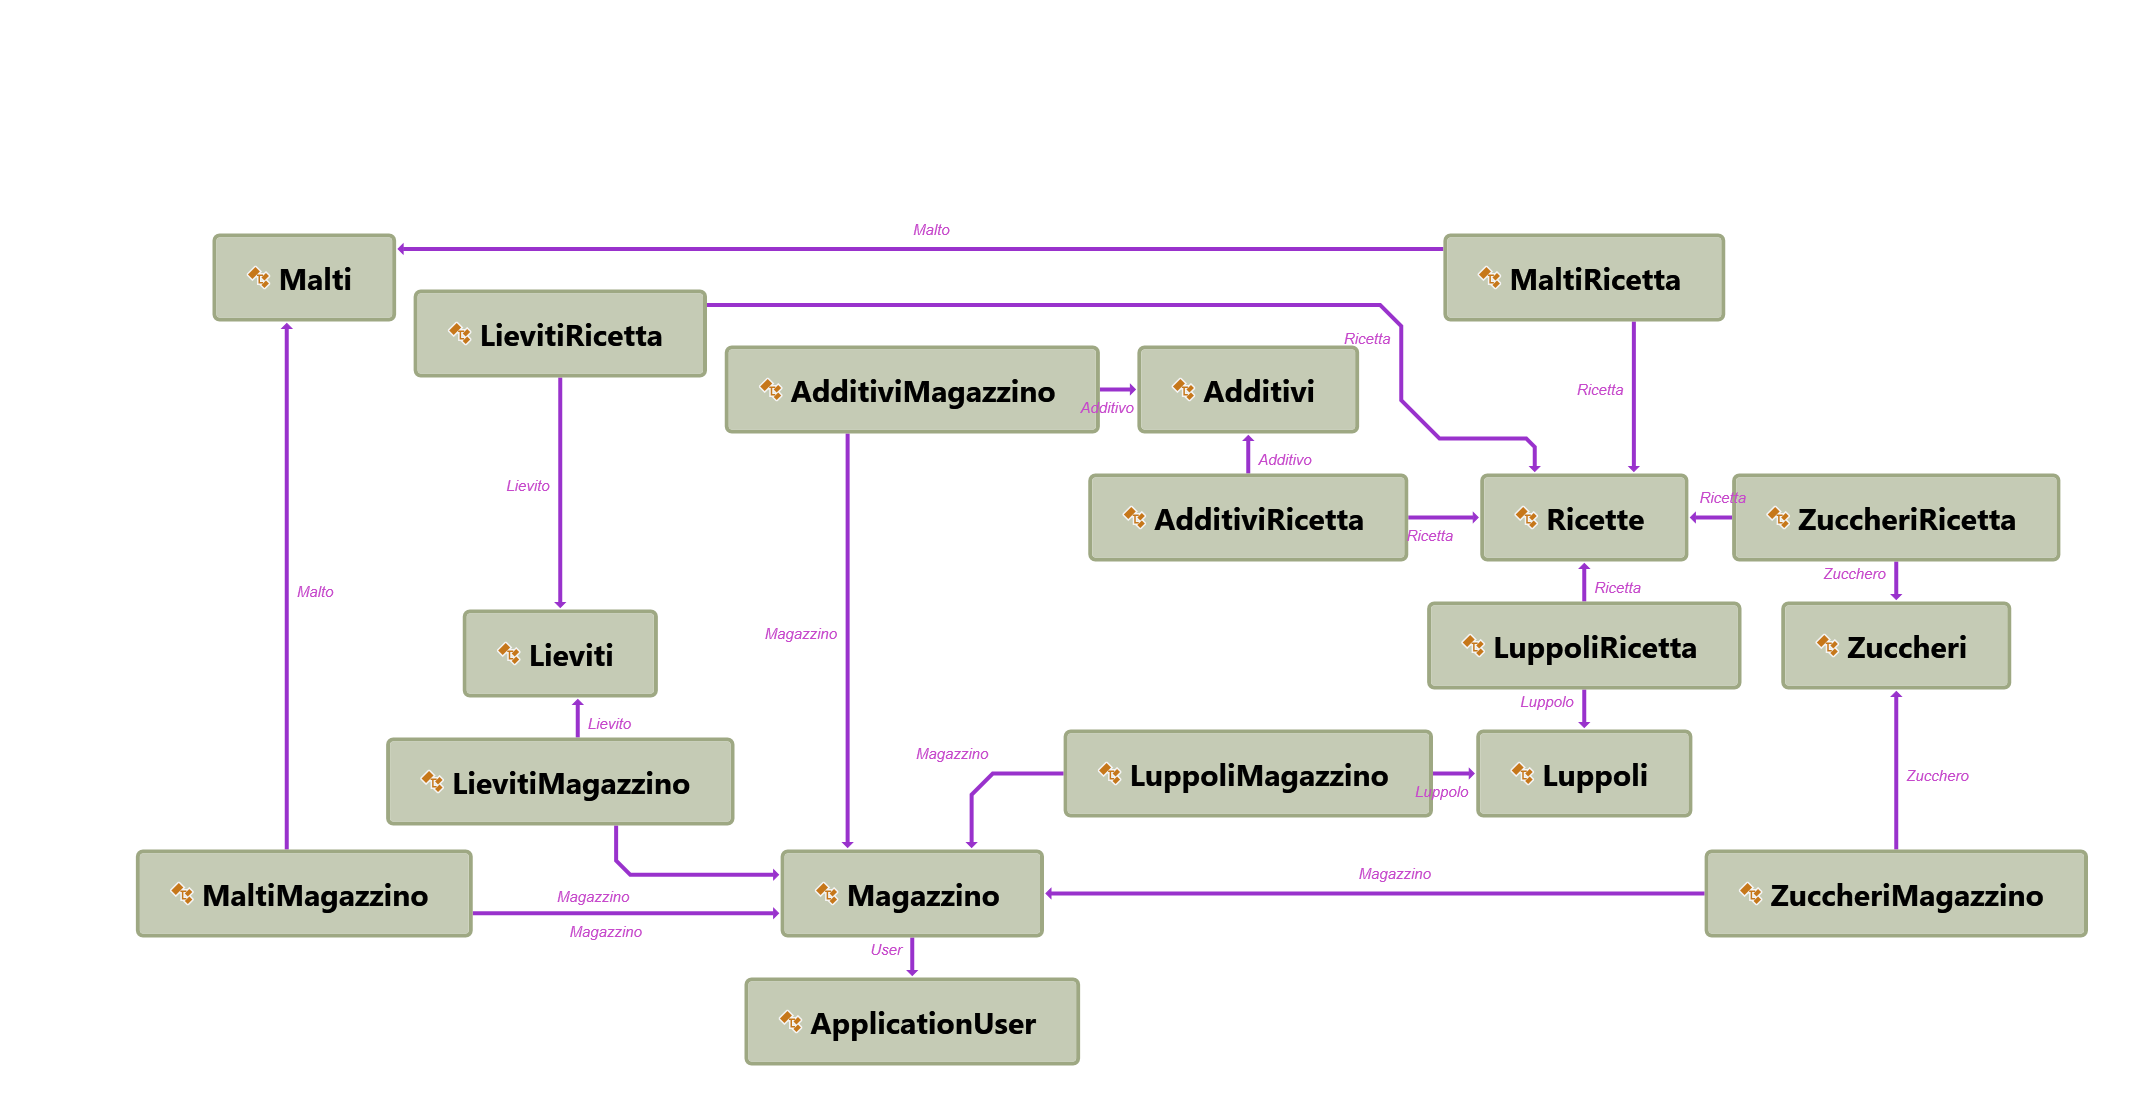 Malto
Malti
MaltiRicetta
LievitiRicetta
Ricetta
AdditiviMagazzino
Additivi
Additivo
Ricetta
Additivo
Lievito
AdditiviRicetta
Ricetta
Ricette
Ricetta
ZuccheriRicetta
Zucchero
Malto
Ricetta
Magazzino
Lieviti
LuppoliRicetta
Zuccheri
Luppolo
Lievito
Magazzino
LievitiMagazzino
LuppoliMagazzino
Luppolo
Luppoli
Zucchero
Magazzino
MaltiMagazzino
Magazzino
Magazzino
Magazzino
ZuccheriMagazzino
User
ApplicationUser